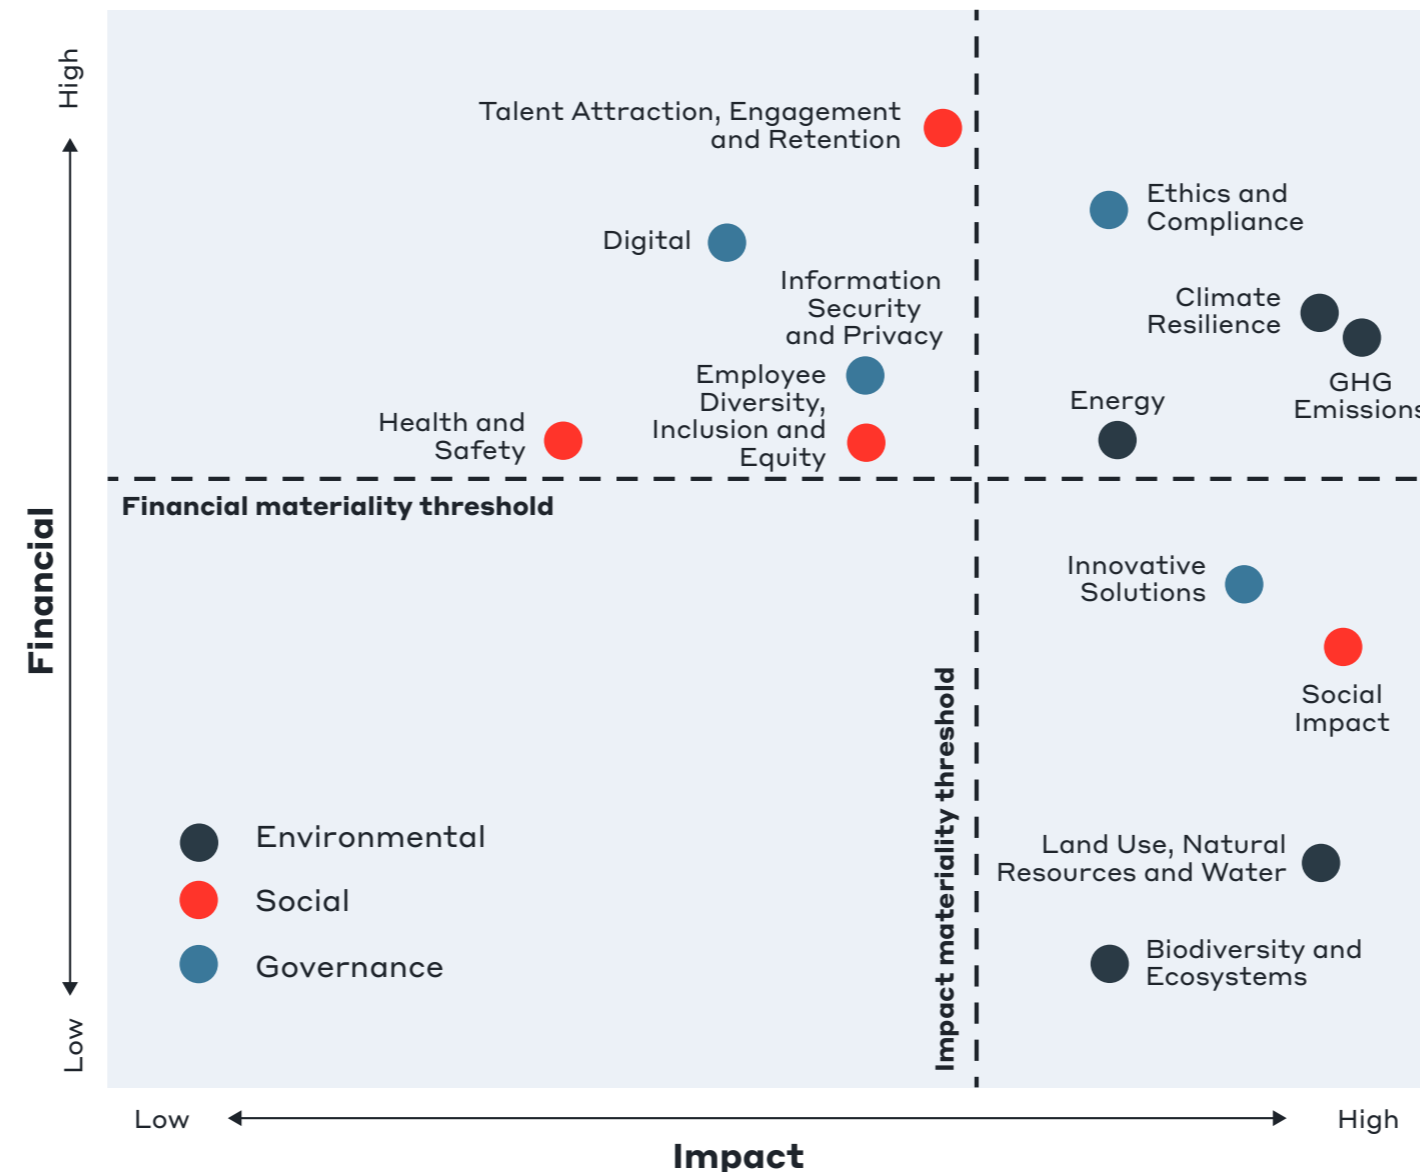 High
Talent Attraction, Engagement
and Retention
Ethics and
Compliance
Digital
Information
Security
and Privacy
Climate
Resilience
GHG
Emissions
Employee
Diversity,
Inclusion and
Equity
Energy
Health and
Safety
Financial materiality threshold
Financial
Innovative
Solutions
Social
Impact
Impact materiality threshold
Land Use, Natural
Resources and Water
Biodiversity and
Ecosystems
Environmental
Social
Governance
Low
Low
High
Impact